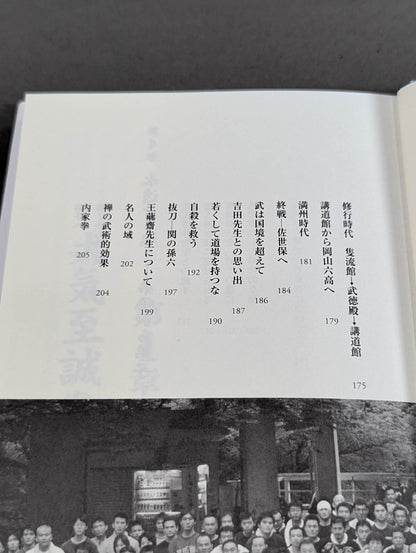 修行時代 隻流館→武徳殿→講道館 175
講道館から岡山六高へ 179
満州時代 181
終戦―佐世保へ 184
武は国境を超えて 186
吉田先生との思い出 187
若くして道場を持つな 190
自殺を救う 192
抜刀―関の孫六 197
王薌齋先生について 199
名人の域 202
禅の武術的効果 204
内家拳 205